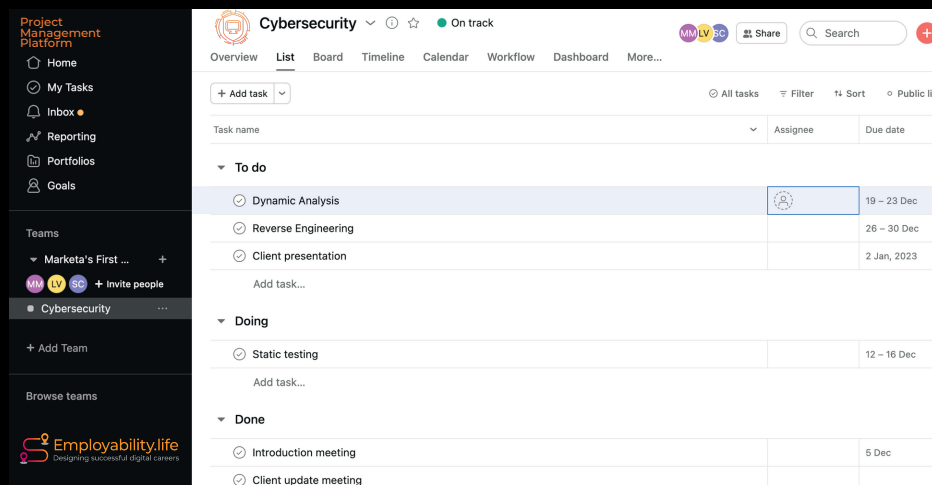 Project
Management
Platform
Home
My Tasks
Inbox
Reporting
Portfolios
Goals
Teams
Marketa's First ... +
MM LV SC + Invite people
Cybersecurity ...
+ Add Team
Browse teams
Employability.life
Designing successful digital careers
Cybersecurity On track
MM LV SC Share Search +
Overview List Board Timeline Calendar Workflow Dashboard More...
+ Add task All tasks Filter Sort Public li
Task name Assignee Due date
To do
Dynamic Analysis 19 – 23 Dec
Reverse Engineering 26 – 30 Dec
Client presentation 2 Jan, 2023
Add task...
Doing
Static testing 12 – 16 Dec
Add task...
Done
Introduction meeting 5 Dec
Client update meeting